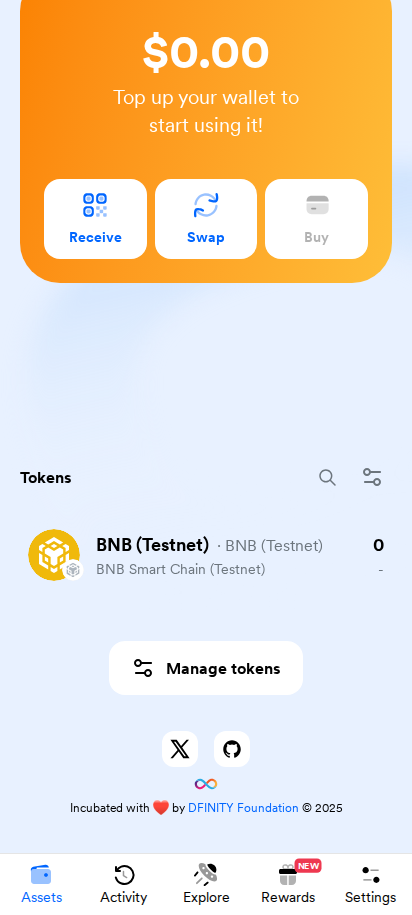 $0.00
Top up your wallet to
start using it!
Receive
Swap
Buy
Tokens
BNB (Testnet) · BNB (Testnet) 0
BNB Smart Chain (Testnet) -
Manage tokens
Incubated with ❤️ by DFINITY Foundation © 2025
NEW
Assets
Activity
Explore
Rewards
Settings